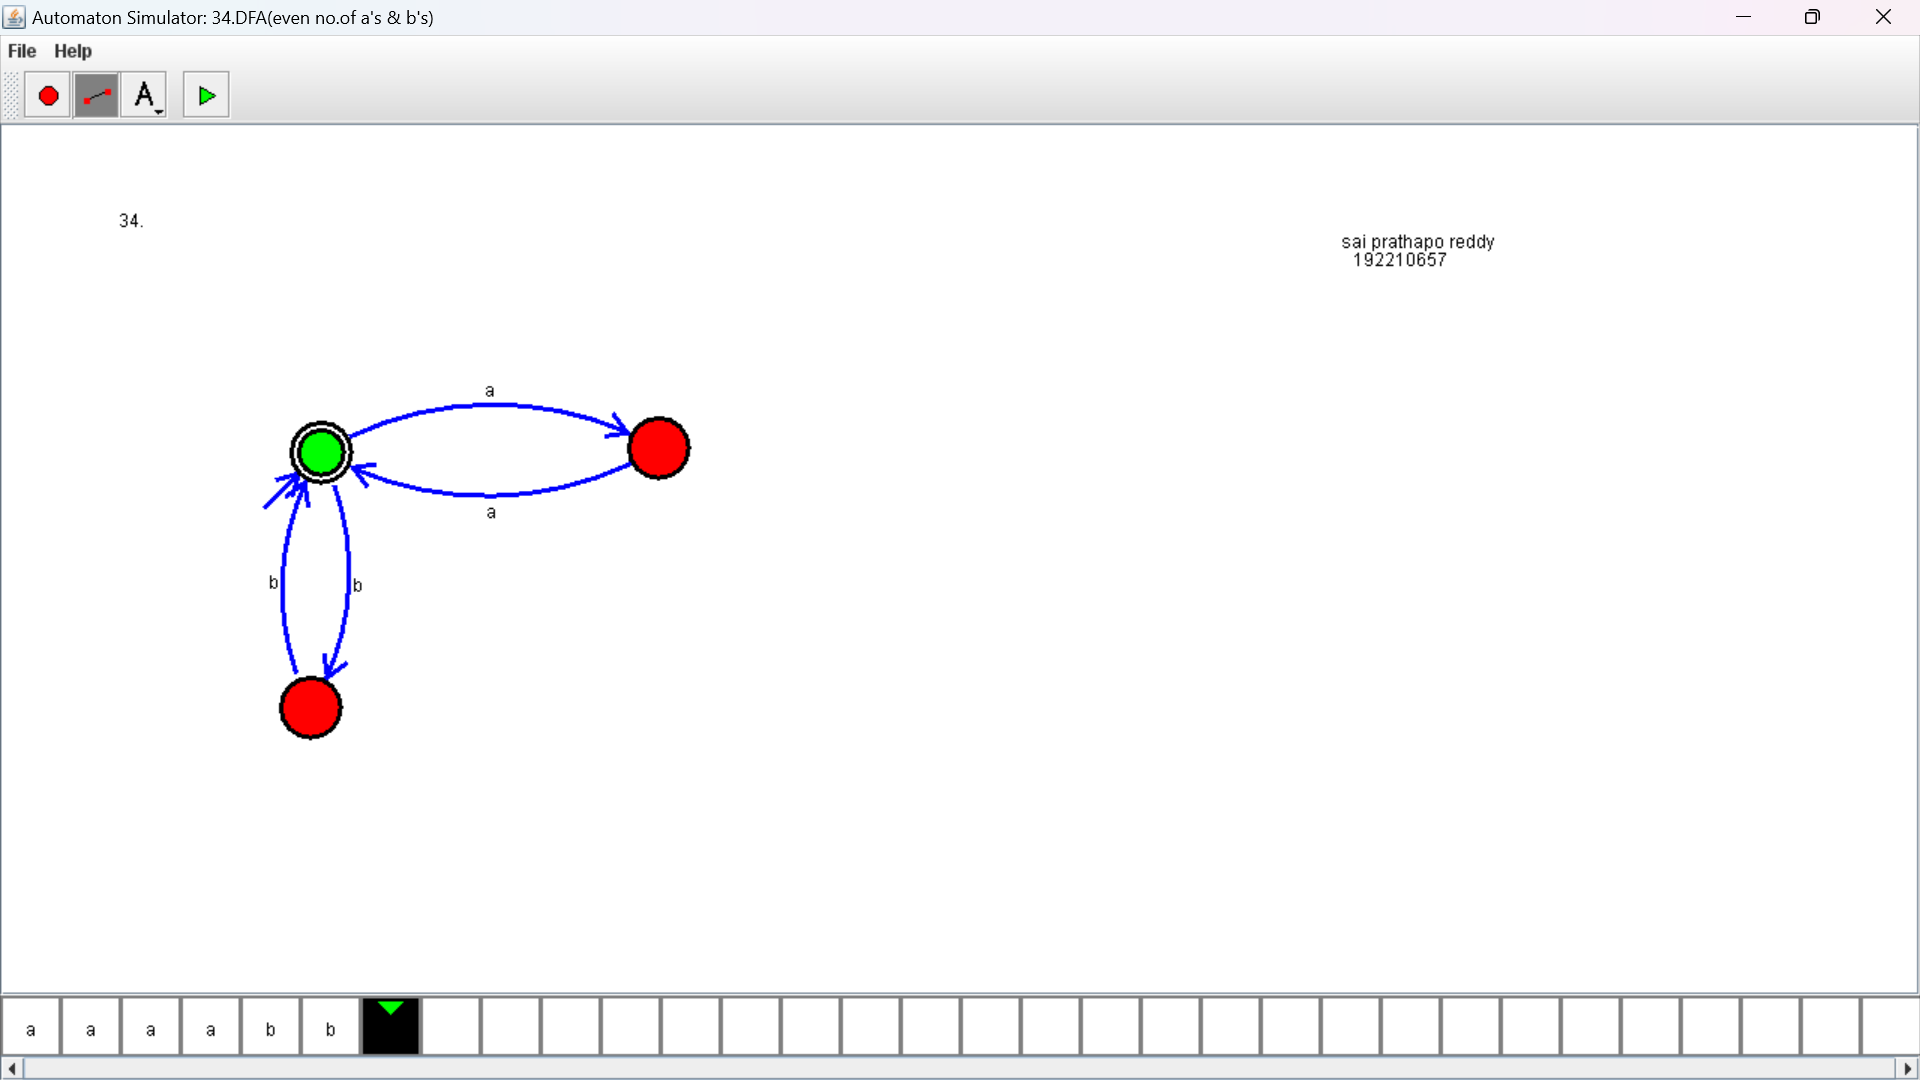 Automaton Simulator: 34.DFA(even no.of a's & b's)
File Help
A
34.
sai prathapo reddy
192210657
a
a
b b
a a a a b b